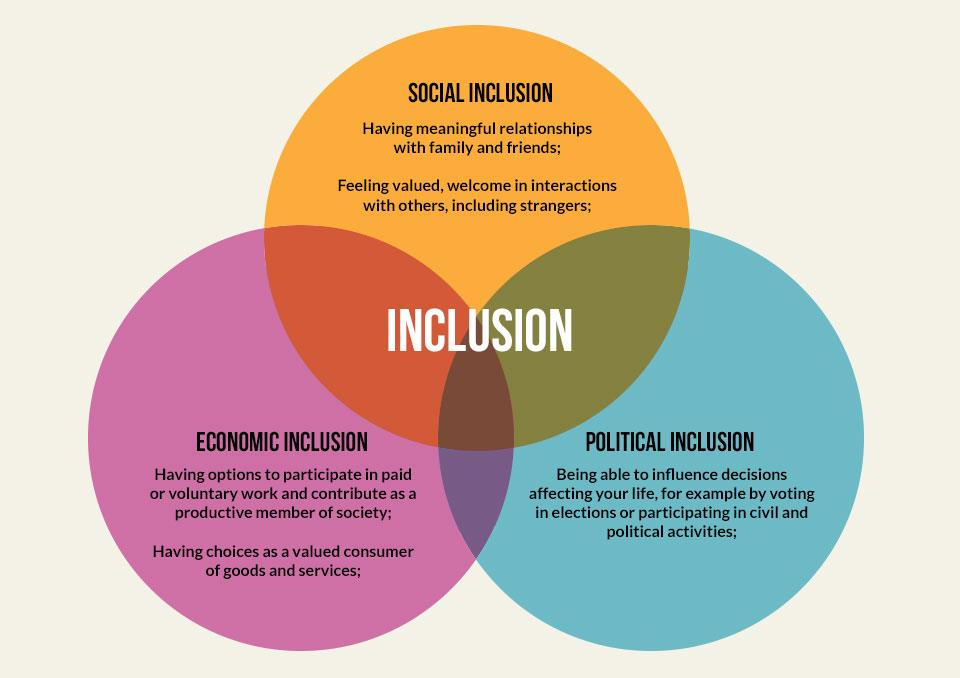 SOCIAL INCLUSION
Having meaningful relationships
with family and friends;
Feeling valued, welcome in interactions
with others, including strangers;
INCLUSION
ECONOMIC INCLUSION
Having options to participate in paid
or voluntary work and contribute as a
productive member of society;
Having choices as a valued consumer
of goods and services;
POLITICAL INCLUSION
Being able to influence decisions
affecting your life, for example by voting
in elections or participating in civil and
political activities;